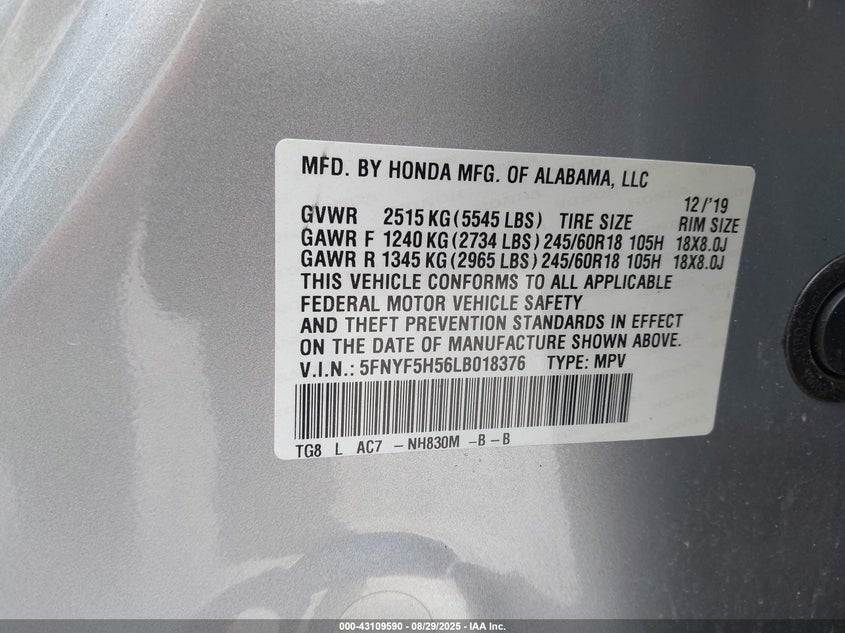 MFD. BY HONDA MFG. OF ALABAMA, LLC
12/'19
GVWR 2515 KG (5545 LBS) TIRE SIZE RIM SIZE
GAWR F 1240 KG (2734 LBS) 245/60R18 105H 18X8.0J
GAWR R 1345 KG (2965 LBS) 245/60R18 105H 18X8.0J
THIS VEHICLE CONFORMS TO ALL APPLICABLE
FEDERAL MOTOR VEHICLE SAFETY
AND THEFT PREVENTION STANDARDS IN EFFECT
ON THE DATE OF MANUFACTURE SHOWN ABOVE.
V.I.N.: 5FNYF5H56LB018376 TYPE: MPV
TG8 L AC7 -NH830M -B-B
000-43109590 - 08/29/2025 - IAA Inc.